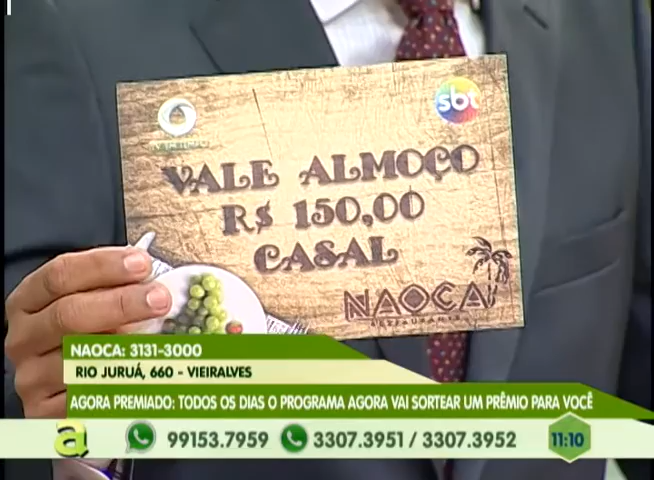 sbt
VALE ALMOÇO
R$ 150,00
CASAL
NAOCA
RESTAURANTE
NAOCA: 3131-3000
RIO JURUÁ, 660 - VIEIRALVES
AGORA PREMIADO: TODOS OS DIAS O PROGRAMA AGORA VAI SORTEAR UM PRÊMIO PARA VOCÊ
a 99153.7959 3307.3951 / 3307.3952 11:10